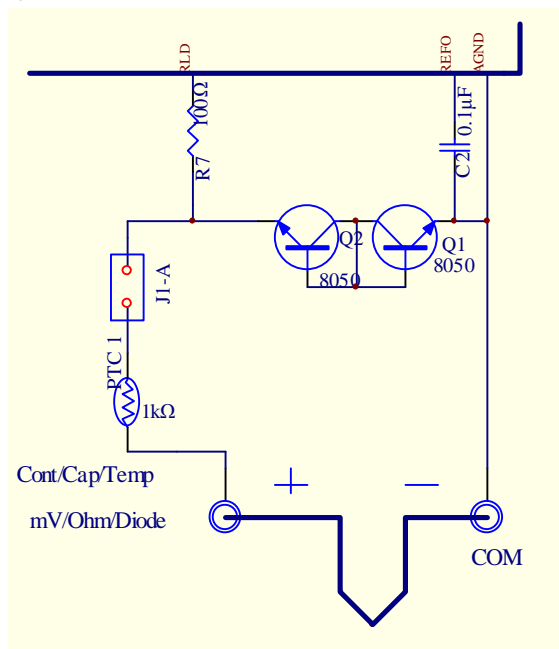 RLD
REFO
AGND
100Ω
R7
0.1µF
C2
Q2
8050
Q1
8050
J1-A
PTC 1
1kΩ
Cont/Cap/Temp
mV/Ohm/Diode
+
−
COM